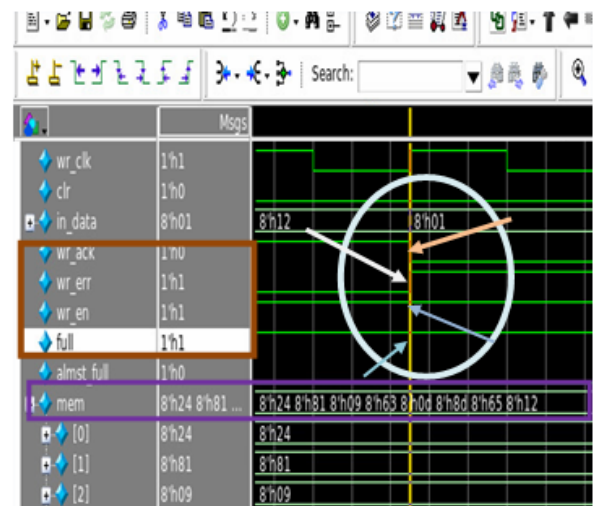 Search:
Msgs
wr_clk 1'h1
clr 1'h0
in_data 8'h01 8'h12 8'h01
wr_ack 1'h0
wr_err 1'h1
wr_en 1'h1
full 1'h1
almst_full 1'h0
mem 8'h24 8'h81 ... 8'h24 8'h81 8'h09 8'h63 8'h0d 8'h8d 8'h65 8'h12
[0] 8'h24 8'h24
[1] 8'h81 8'h81
[2] 8'h09 8'h09